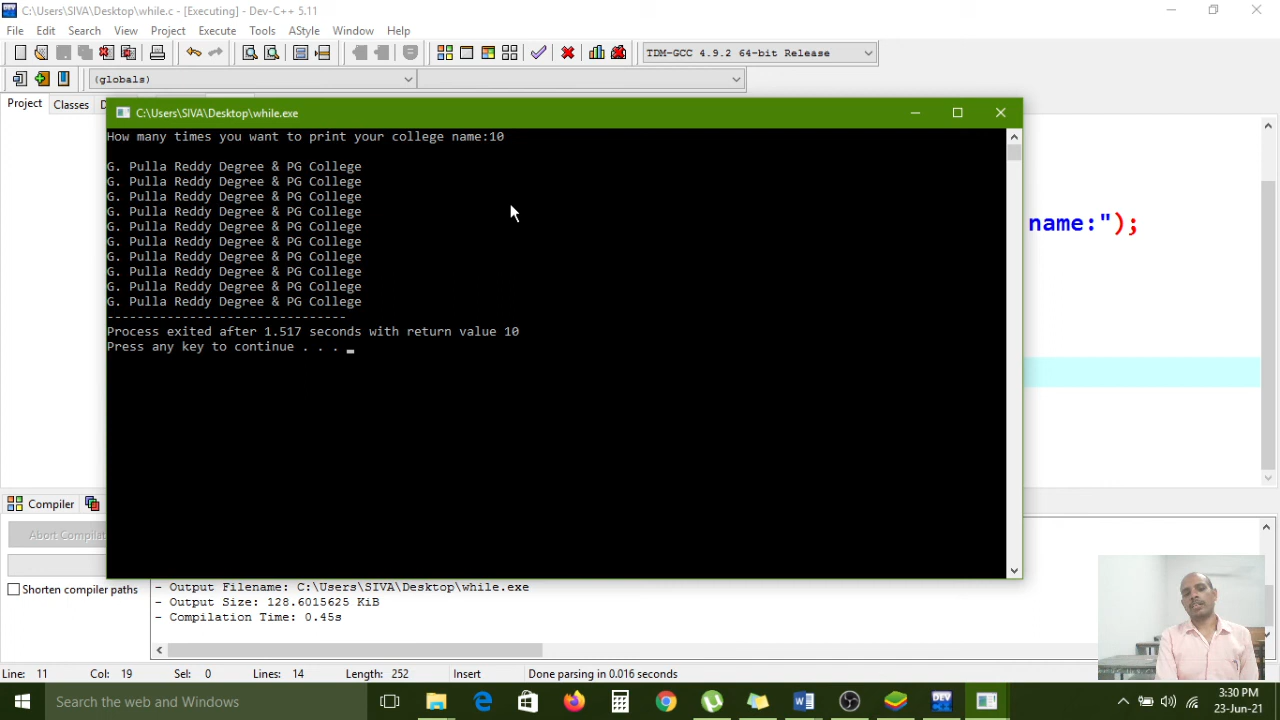 C:\Users\SIVA\Desktop\while.c - [Executing] - Dev-C++ 5.11
File Edit Search View Project Execute Tools AStyle Window Help
TDM-GCC 4.9.2 64-bit Release
(globals)
Project Classes D
C:\Users\SIVA\Desktop\while.exe
How many times you want to print your college name:10
G. Pulla Reddy Degree & PG College
G. Pulla Reddy Degree & PG College
G. Pulla Reddy Degree & PG College
G. Pulla Reddy Degree & PG College
name:");
G. Pulla Reddy Degree & PG College
G. Pulla Reddy Degree & PG College
G. Pulla Reddy Degree & PG College
G. Pulla Reddy Degree & PG College
G. Pulla Reddy Degree & PG College
G. Pulla Reddy Degree & PG College
--------------------------------
Process exited after 1.517 seconds with return value 10
Press any key to continue . . .
Compiler
Abort Compilat
Shorten compiler paths
- Output Filename: C:\Users\SIVA\Desktop\while.exe
- Output Size: 128.6015625 KiB
- Compilation Time: 0.45s
Line: 11 Col: 19 Sel: 0 Lines: 14 Length: 252 Insert Done parsing in 0.016 seconds
Search the web and Windows
DEV
3:30 PM
23-Jun-21